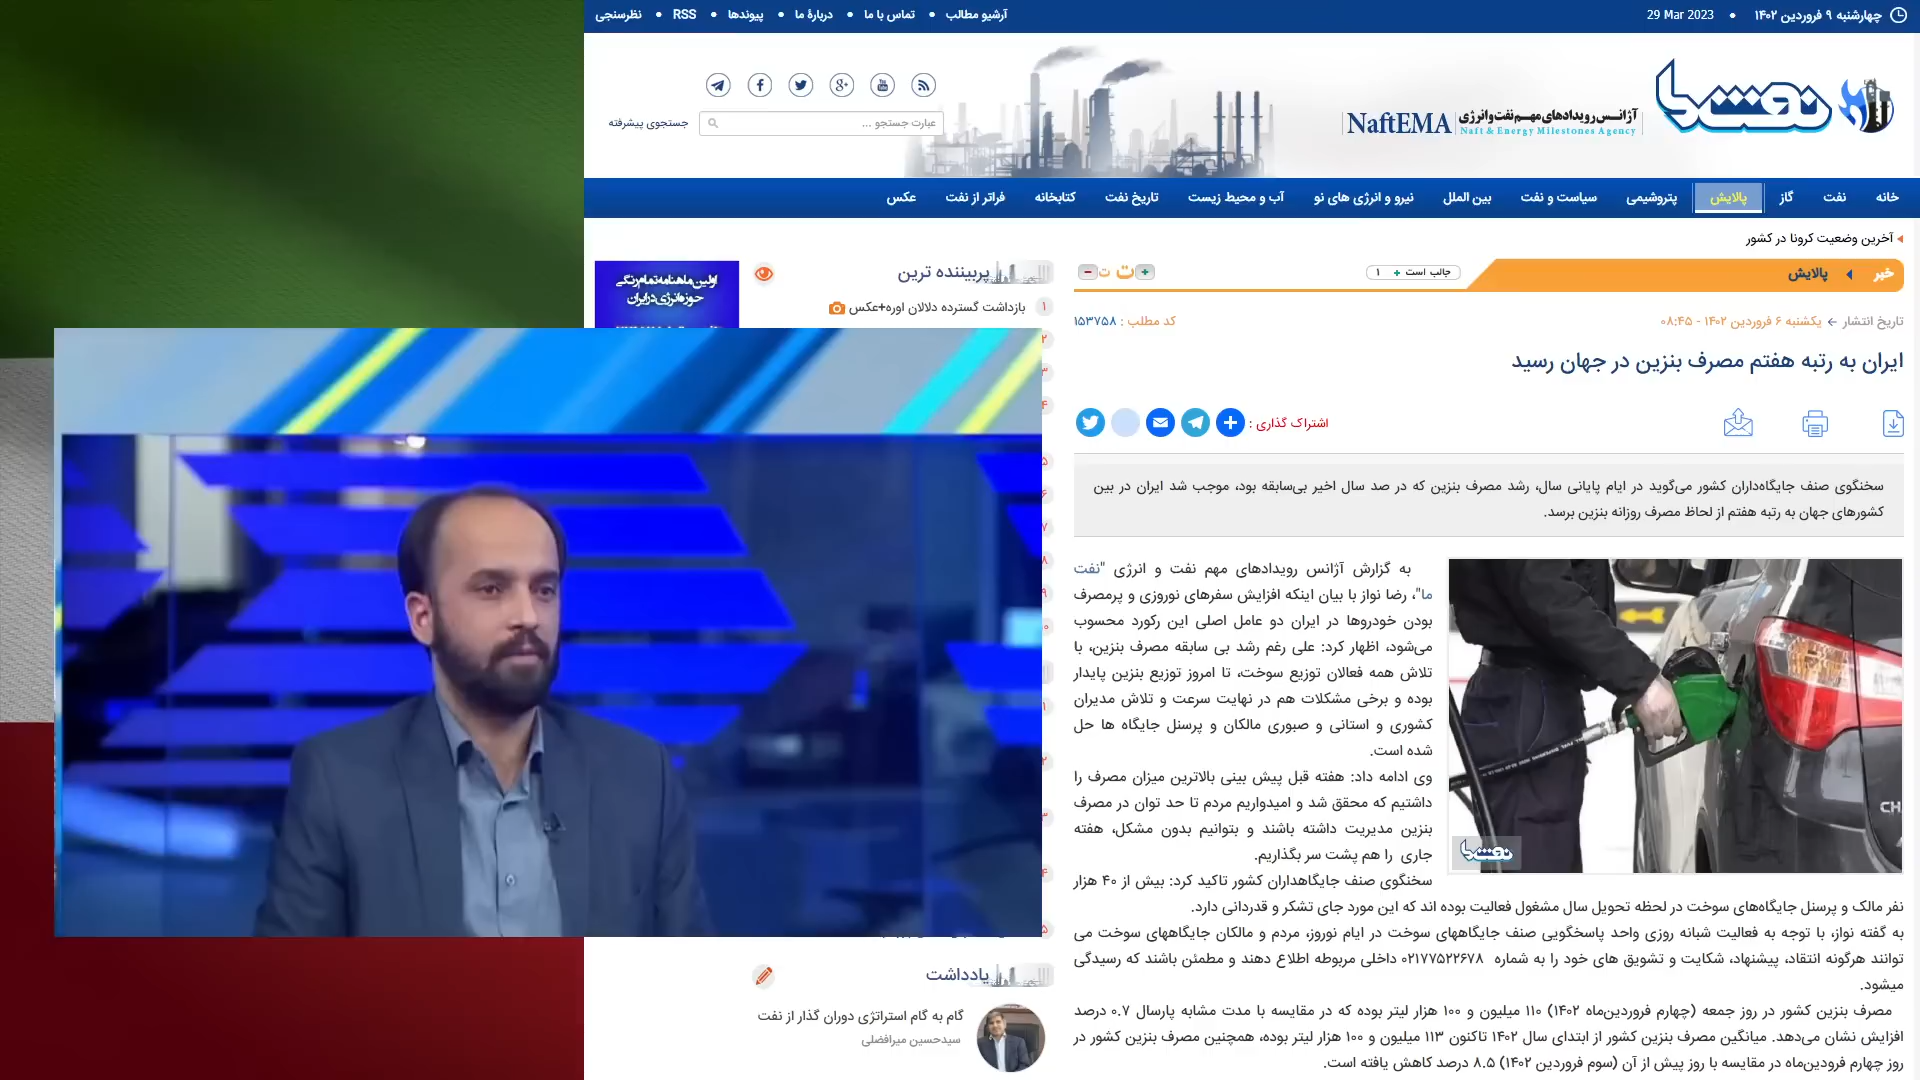 چهارشنبه ۹ فروردین ۱۴۰۲ • 29 Mar 2023
آرشیو مطالب • تماس با ما • دربارهٔ ما • پیوندها • RSS • نظرسنجی
نفت ما
آژانس رویدادهای مهم نفت و انرژی
Naft & Energy Milestones Agency
NaftEMA
عبارت جستجو ...
جستجوی پیشرفته
خانه نفت گاز پالایش پتروشیمی سیاست و نفت بین الملل نیرو و انرژی های نو آب و محیط زیست تاریخ نفت کتابخانه فراتر از نفت عکس
آخرین وضعیت کرونا در کشور
خبر پالایش
جالب است + ۱
ت ت
تاریخ انتشار یکشنبه ۶ فروردین ۱۴۰۲ - ۰۸:۴۵
کد مطلب : ۱۵۳۷۵۸
ایران به رتبه هفتم مصرف بنزین در جهان رسید
اشتراک گذاری :
سخنگوی صنف جایگاه‌داران کشور می‌گوید در ایام پایانی سال، رشد مصرف بنزین که در صد سال اخیر بی‌سابقه بود، موجب شد ایران در بین
کشورهای جهان به رتبه هفتم از لحاظ مصرف روزانه بنزین برسد.
به گزارش آژانس رویدادهای مهم نفت و انرژی "نفت
ما"، رضا نواز با بیان اینکه افزایش سفرهای نوروزی و پرمصرف
بودن خودروها در ایران دو عامل اصلی این رکورد محسوب
می‌شود، اظهار کرد: علی رغم رشد بی سابقه مصرف بنزین، با
تلاش همه فعالان توزیع سوخت، تا امروز توزیع بنزین پایدار
بوده و برخی مشکلات هم در نهایت سرعت و تلاش مدیران
کشوری و استانی و صبوری مالکان و پرسنل جایگاه ها حل
شده است.
وی ادامه داد: هفته قبل پیش بینی بالاترین میزان مصرف را
داشتیم که محقق شد و امیدواریم مردم تا حد توان در مصرف
بنزین مدیریت داشته باشند و بتوانیم بدون مشکل، هفته
جاری را هم پشت سر بگذاریم.
سخنگوی صنف جایگاهداران کشور تاکید کرد: بیش از ۴۰ هزار
نفر مالک و پرسنل جایگاه‌های سوخت در لحظه تحویل سال مشغول فعالیت بوده اند که این مورد جای تشکر و قدردانی دارد.
به گفته نواز، با توجه به فعالیت شبانه روزی واحد پاسخگویی صنف جایگاههای سوخت در ایام نوروز، مردم و مالکان جایگاههای سوخت می
توانند هرگونه انتقاد، پیشنهاد، شکایت و تشویق های خود را به شماره ۰۲۱۷۷۵۲۲۶۷۸ داخلی مربوطه اطلاع دهند و مطمئن باشند که رسیدگی
میشود.
مصرف بنزین کشور در روز جمعه (چهارم فروردین‌ماه ۱۴۰۲) ۱۱۰ میلیون و ۱۰۰ هزار لیتر بوده که در مقایسه با مدت مشابه پارسال ۰.۷ درصد
افزایش نشان می‌دهد. میانگین مصرف بنزین کشور از ابتدای سال ۱۴۰۲ تاکنون ۱۱۳ میلیون و ۱۰۰ هزار لیتر بوده، همچنین مصرف بنزین کشور در
روز چهارم فرودین‌ماه در مقایسه با روز پیش از آن (سوم فروردین ۱۴۰۲) ۸.۵ درصد کاهش یافته است.
نفت ما
CH
پربیننده ترین
۱ بازداشت گسترده دلالان اوره+عکس
اولین ماهنامه تمام رنگی
حوزه انرژی در ایران
یادداشت
گام به گام استراتژی دوران گذار از نفت
سیدحسین میرافضلی